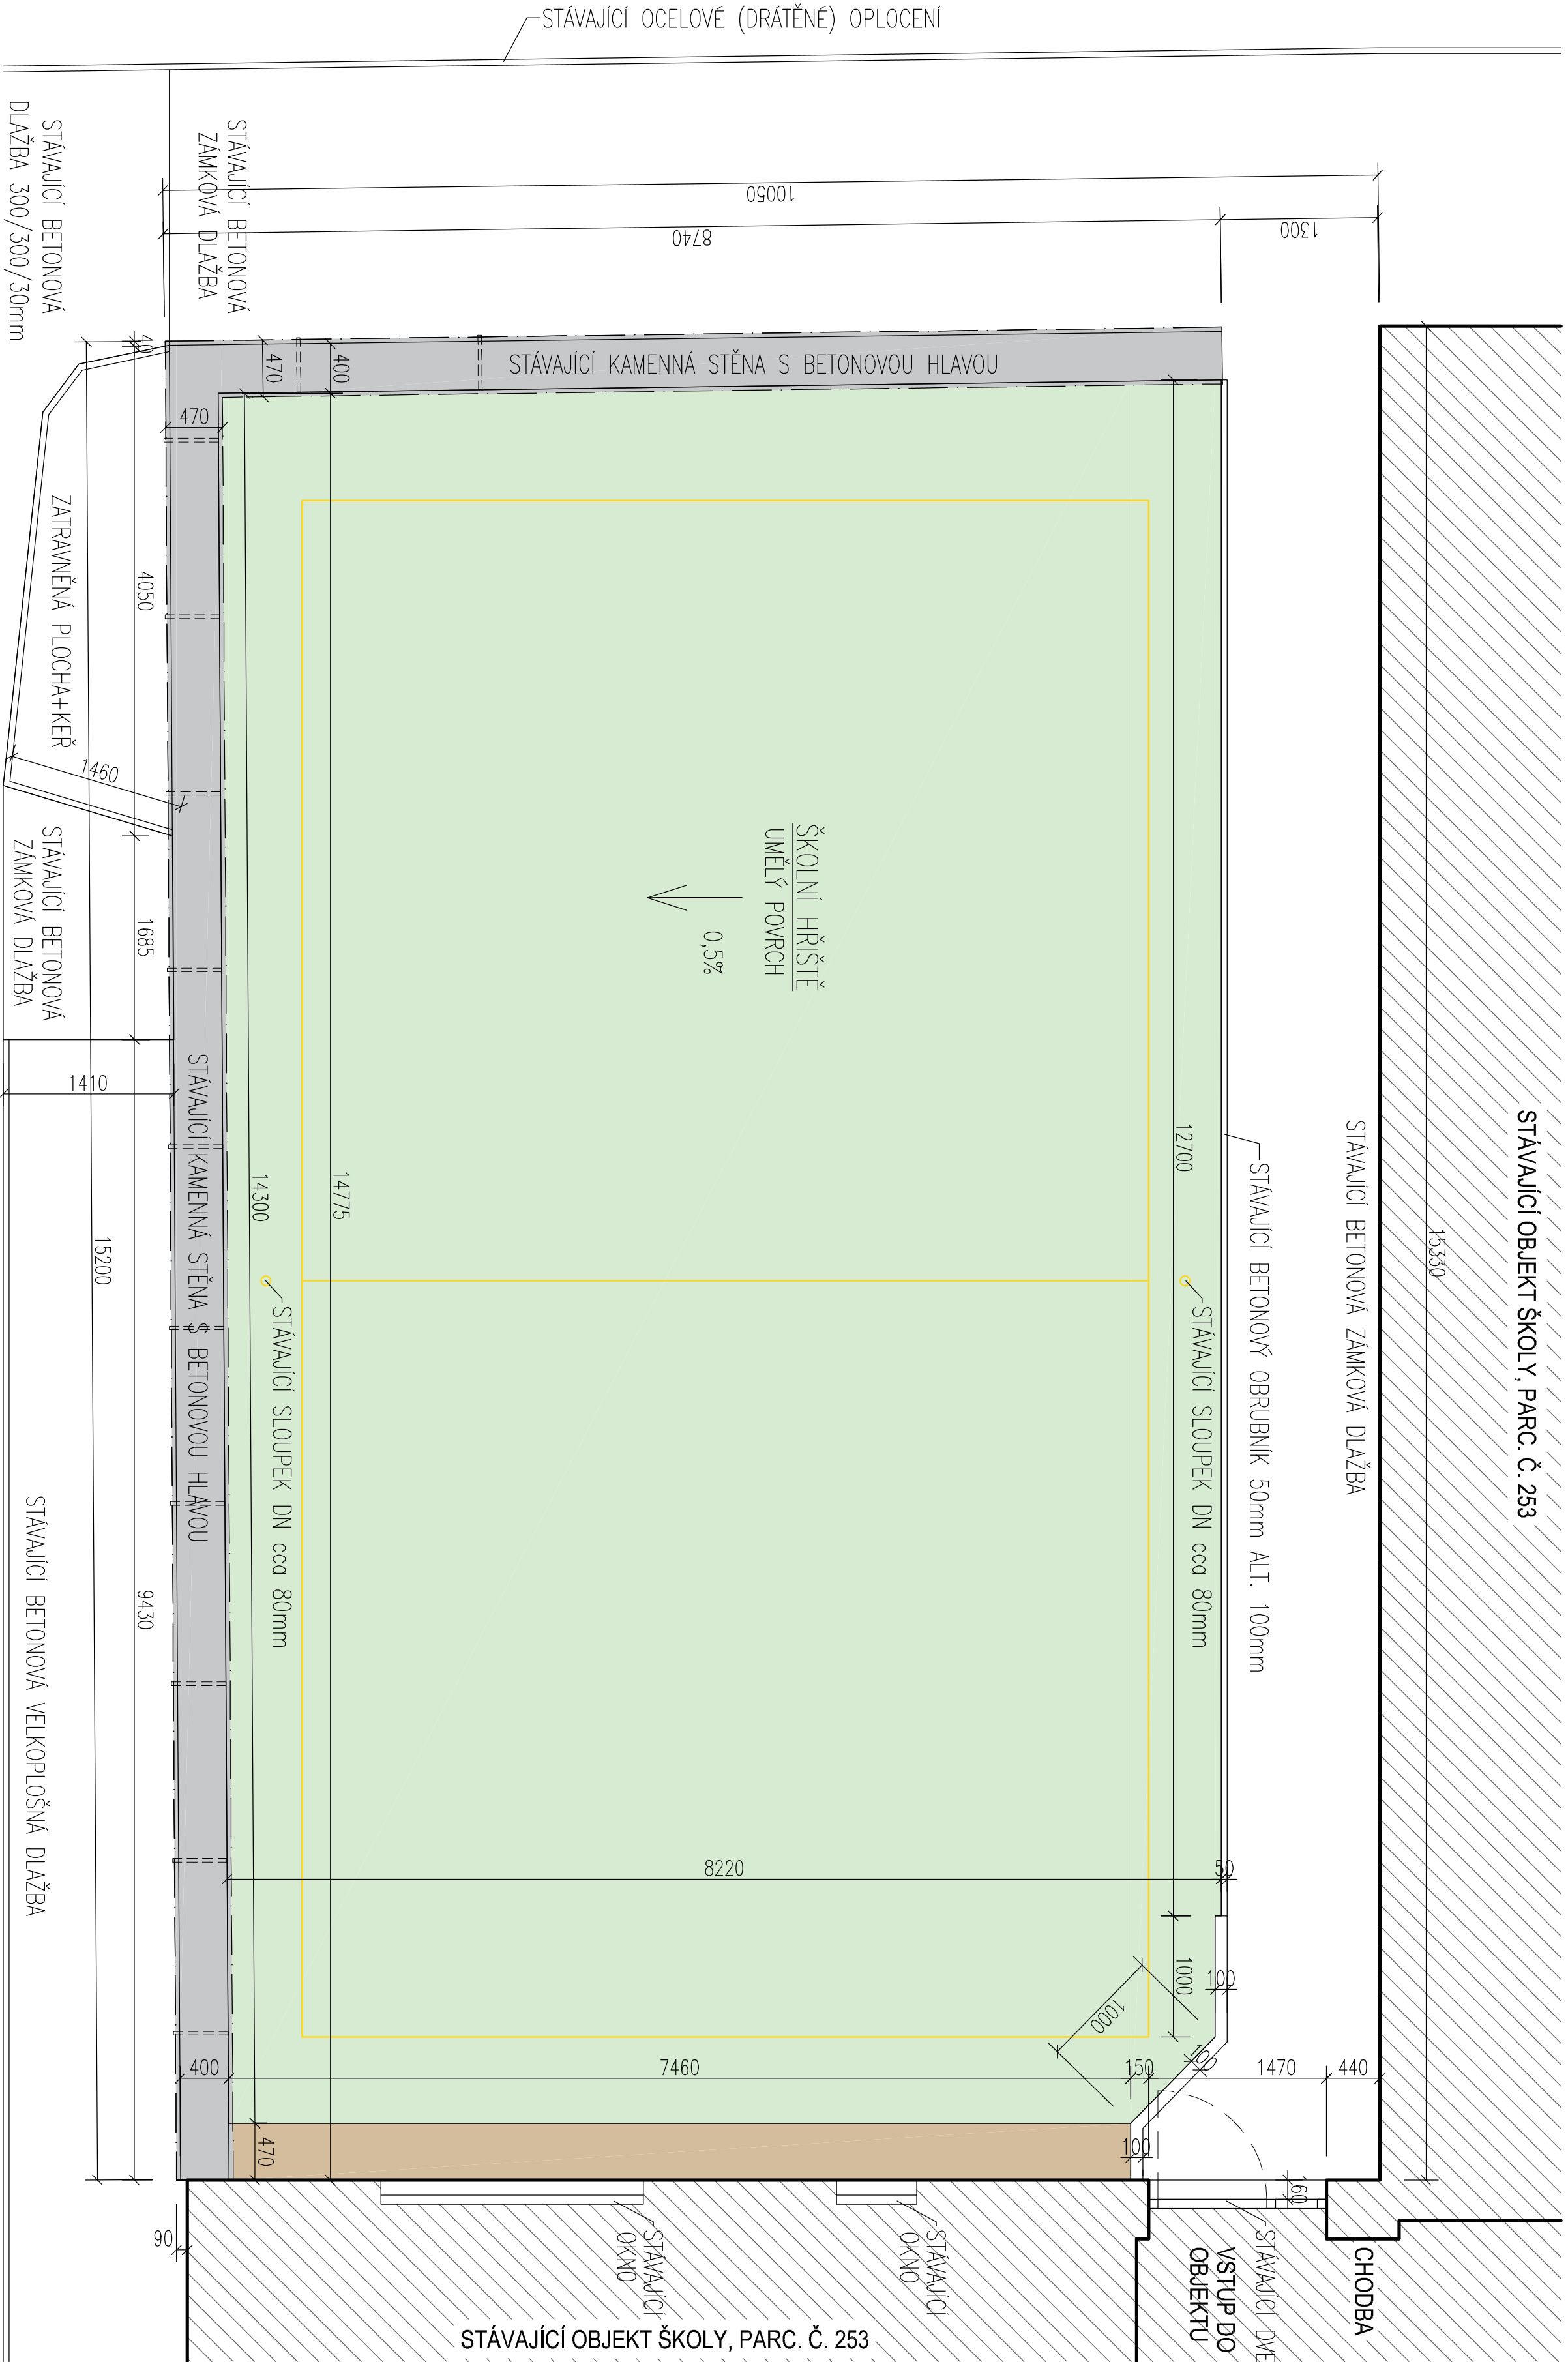 STÁVAJÍCÍ OCELOVÉ (DRÁTĚNÉ) OPLOCENÍ
STÁVAJÍCÍ BETONOVÁ
DLAŽBA 300/300/30mm
STÁVAJÍCÍ BETONOVÁ
ZÁMKOVÁ DLAŽBA
10050
8740
1300
40
470
400
STÁVAJÍCÍ KAMENNÁ STĚNA S BETONOVOU HLAVOU
470
ZATRAVNĚNÁ PLOCHA+KEŘ
4050
1460
STÁVAJÍCÍ BETONOVÁ
ZÁMKOVÁ DLAŽBA
1685
1410
ŠKOLNÍ HŘIŠTĚ
UMĚLÝ POVRCH
0,5%
STÁVAJÍCÍ KAMENNÁ STĚNA S BETONOVOU HLAVOU
14300
14775
12700
15200
15330
STÁVAJÍCÍ OBJEKT ŠKOLY, PARC. Č. 253
STÁVAJÍCÍ BETONOVÁ ZÁMKOVÁ DLAŽBA
STÁVAJÍCÍ BETONOVÝ OBRUBNÍK 50mm ALT. 100mm
STÁVAJÍCÍ SLOUPEK DN cca 80mm
STÁVAJÍCÍ SLOUPEK DN cca 80mm
9430
STÁVAJÍCÍ BETONOVÁ VELKOPLOŠNÁ DLAŽBA
8220
50
1000
100
1000
100
400
7460
150
1470
440
470
100
160
90
STÁVAJÍCÍ
OKNO
STÁVAJÍCÍ
OKNO
STÁVAJÍCÍ DVE
VSTUP DO
OBJEKTU
CHODBA
STÁVAJÍCÍ OBJEKT ŠKOLY, PARC. Č. 253